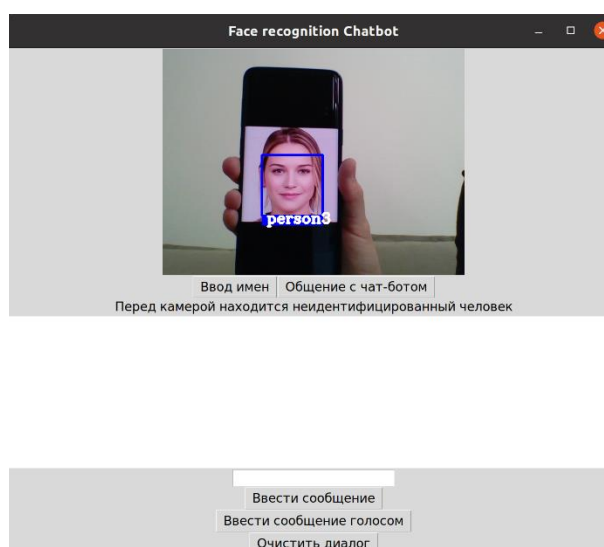 Face recognition Chatbot
person3
Ввод имен Общение с чат-ботом
Перед камерой находится неидентифицированный человек
Ввести сообщение
Ввести сообщение голосом
Очистить диалог